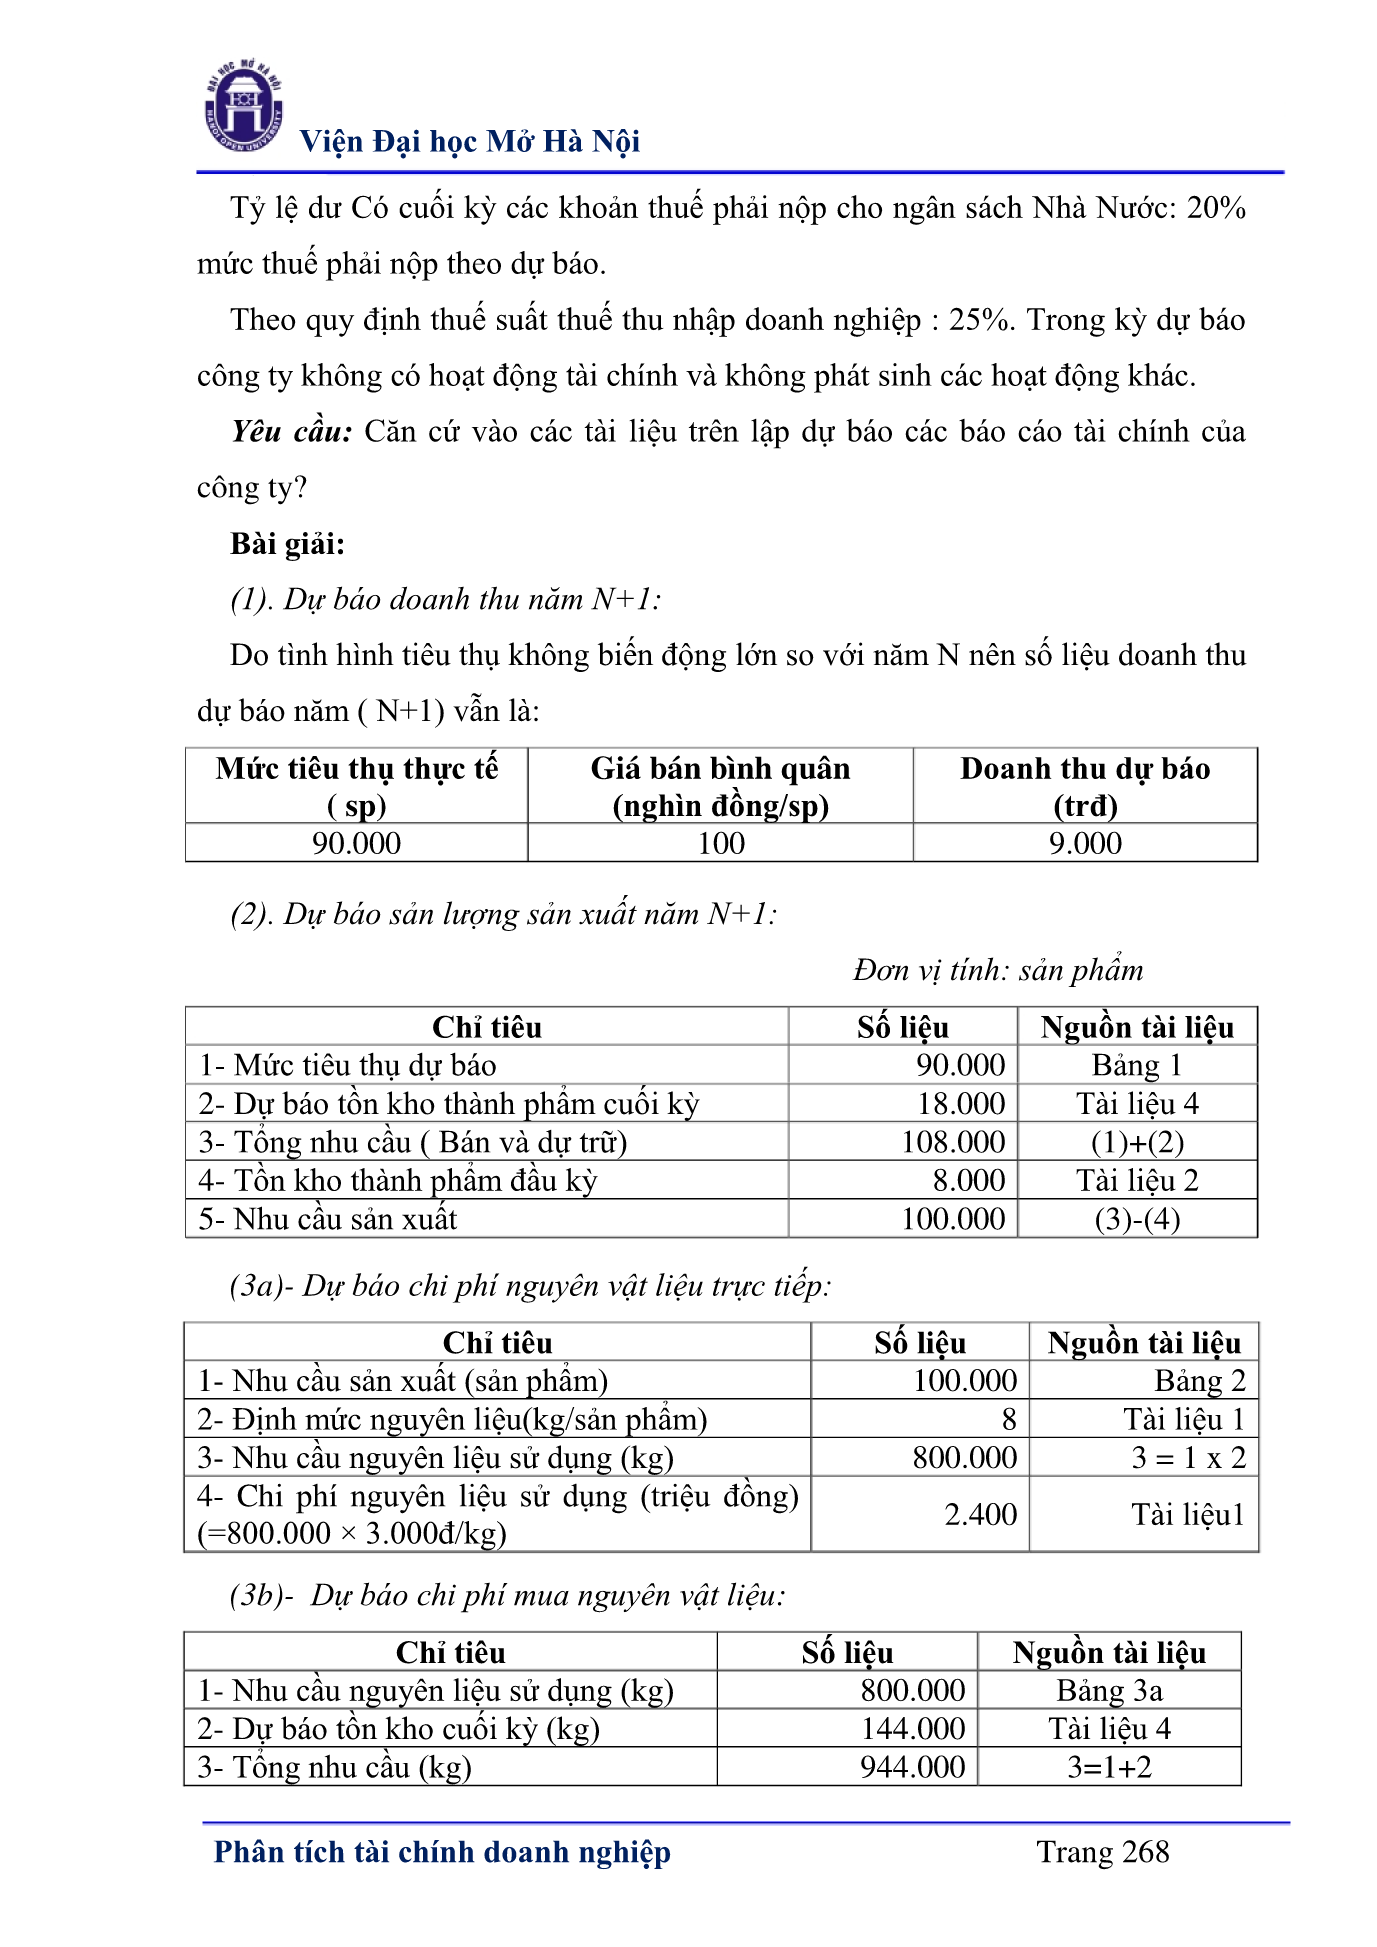 ĐẠI HỌC MỞ HÀ NỘI
HANOI OPEN UNIVERSITY
Viện Đại học Mở Hà Nội
Tỷ lệ dư Có cuối kỳ các khoản thuế phải nộp cho ngân sách Nhà Nước: 20%
mức thuế phải nộp theo dự báo.
Theo quy định thuế suất thuế thu nhập doanh nghiệp : 25%. Trong kỳ dự báo
công ty không có hoạt động tài chính và không phát sinh các hoạt động khác.
Yêu cầu: Căn cứ vào các tài liệu trên lập dự báo các báo cáo tài chính của
công ty?
Bài giải:
(1). Dự báo doanh thu năm N+1:
Do tình hình tiêu thụ không biến động lớn so với năm N nên số liệu doanh thu
dự báo năm ( N+1) vẫn là:
Mức tiêu thụ thực tế Giá bán bình quân Doanh thu dự báo
( sp) (nghìn đồng/sp) (trđ)
90.000 100 9.000
(2). Dự báo sản lượng sản xuất năm N+1:
Đơn vị tính: sản phẩm
Chỉ tiêu Số liệu Nguồn tài liệu
1- Mức tiêu thụ dự báo 90.000 Bảng 1
2- Dự báo tồn kho thành phẩm cuối kỳ 18.000 Tài liệu 4
3- Tổng nhu cầu ( Bán và dự trữ) 108.000 (1)+(2)
4- Tồn kho thành phẩm đầu kỳ 8.000 Tài liệu 2
5- Nhu cầu sản xuất 100.000 (3)-(4)
(3a)- Dự báo chi phí nguyên vật liệu trực tiếp:
Chỉ tiêu Số liệu Nguồn tài liệu
1- Nhu cầu sản xuất (sản phẩm) 100.000 Bảng 2
2- Định mức nguyên liệu(kg/sản phẩm) 8 Tài liệu 1
3- Nhu cầu nguyên liệu sử dụng (kg) 800.000 3 = 1 x 2
4- Chi phí nguyên liệu sử dụng (triệu đồng)
(=800.000 × 3.000đ/kg) 2.400 Tài liệu1
(3b)- Dự báo chi phí mua nguyên vật liệu:
Chỉ tiêu Số liệu Nguồn tài liệu
1- Nhu cầu nguyên liệu sử dụng (kg) 800.000 Bảng 3a
2- Dự báo tồn kho cuối kỳ (kg) 144.000 Tài liệu 4
3- Tổng nhu cầu (kg) 944.000 3=1+2
Phân tích tài chính doanh nghiệp Trang 268